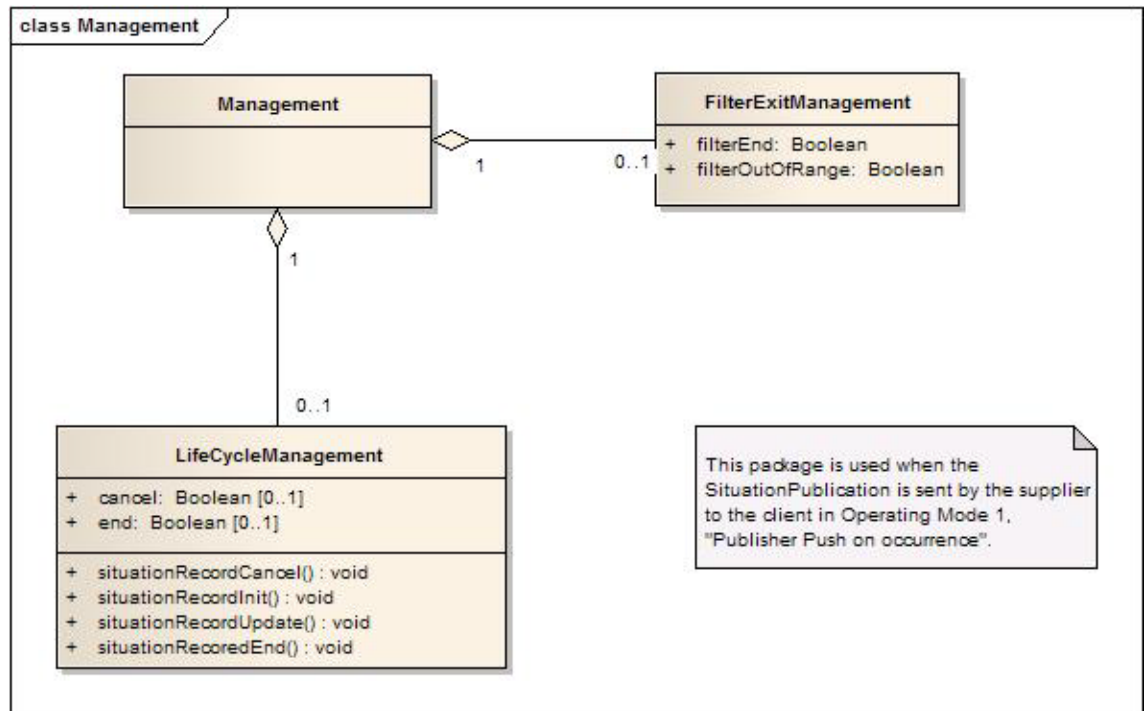 class Management
Management
FilterExitManagement
+ filterEnd: Boolean
+ filterOutOfRange: Boolean
1
0..1
1
0..1
LifeCycleManagement
+ cancel: Boolean [0..1]
+ end: Boolean [0..1]
+ situationRecordCancel() : void
+ situationRecordInit() : void
+ situationRecordUpdate() : void
+ situationRecoredEnd() : void
This package is used when the
SituationPublication is sent by the supplier
to the client in Operating Mode 1,
"Publisher Push on occurrence".